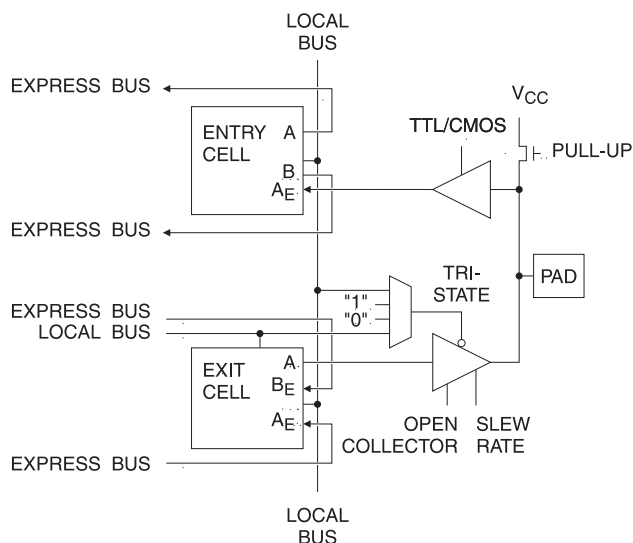 LOCAL
BUS
EXPRESS BUS
VCC
TTL/CMOS
ENTRY
CELL
A
PULL-UP
B
AE
EXPRESS BUS
TRI-
STATE
PAD
"1"
"0"
EXPRESS BUS
LOCAL BUS
EXIT
CELL
A
BE
AE
OPEN
COLLECTOR
SLEW
RATE
EXPRESS BUS
LOCAL
BUS